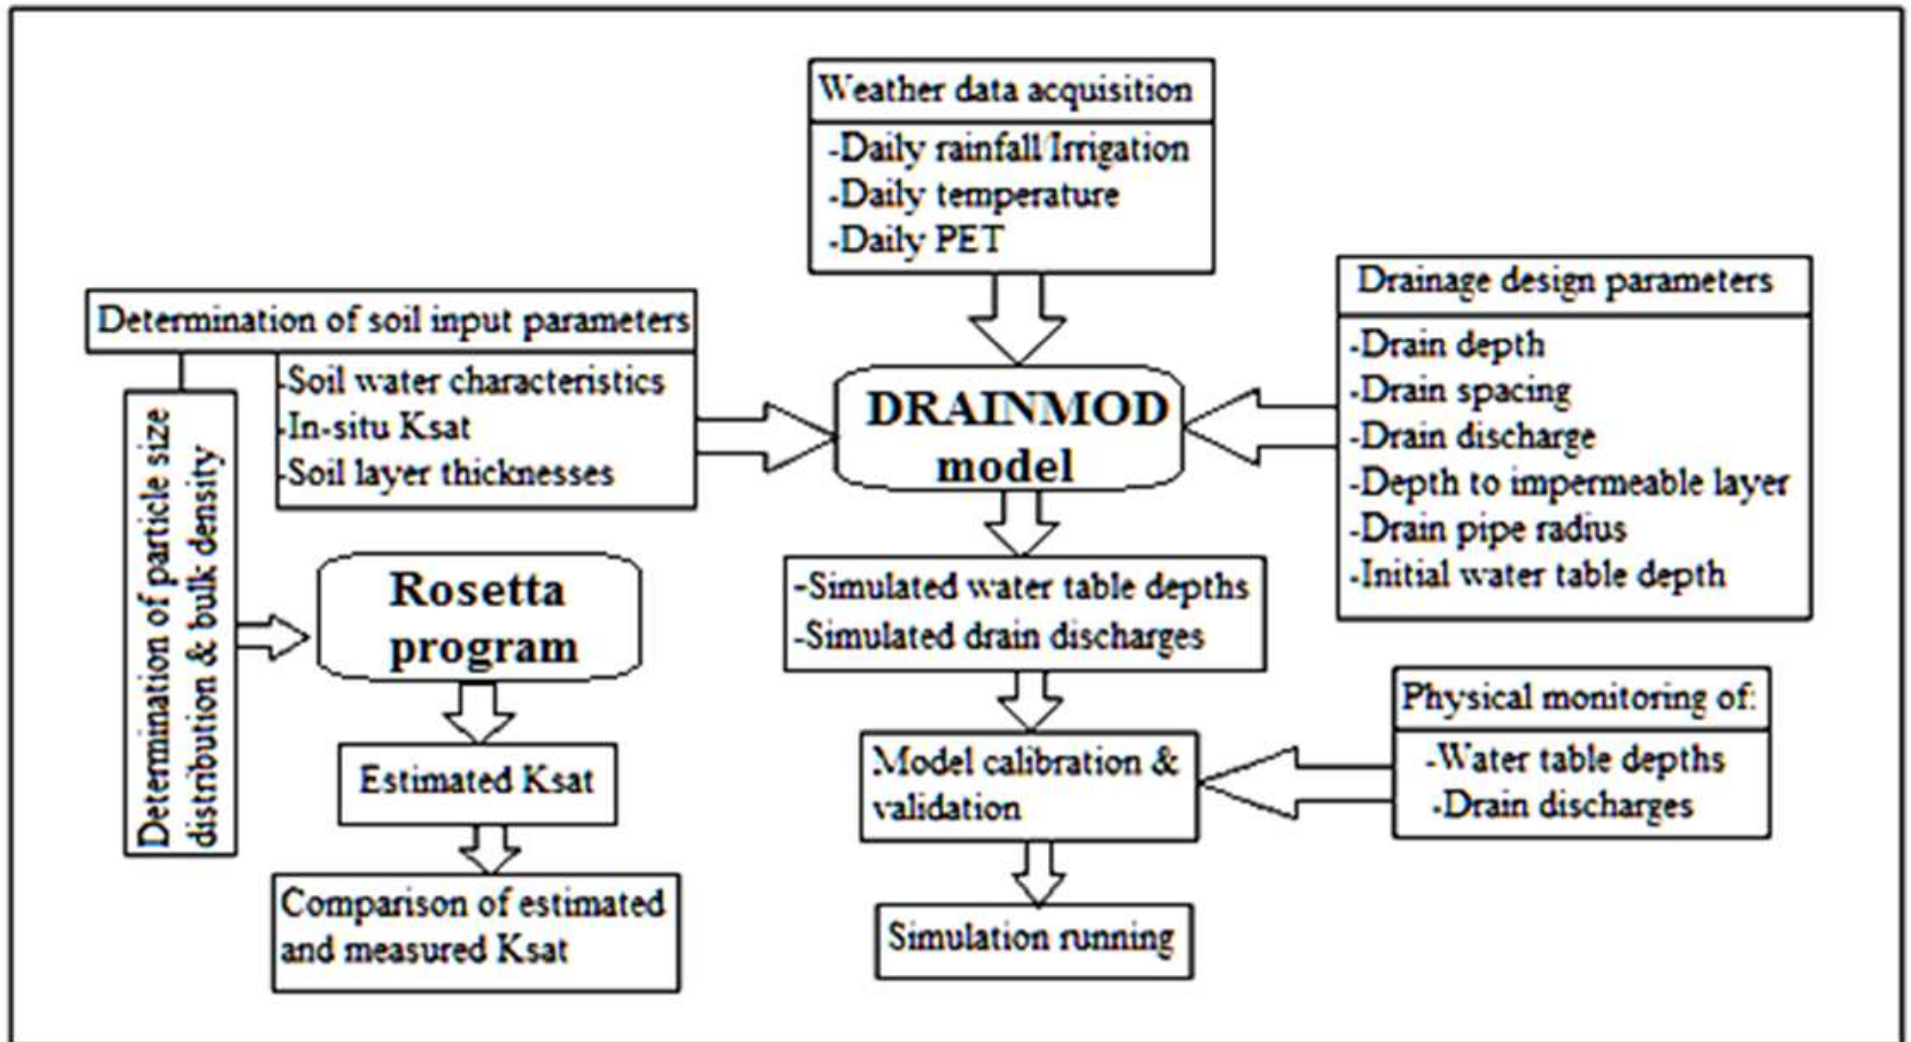 Weather data acquisition
-Daily rainfall/Irrigation
-Daily temperature
-Daily PET
Determination of soil input parameters
-Soil water characteristics
-In-situ Ksat
-Soil layer thicknesses
Determination of particle size
distribution & bulk density
Rosetta
program
Estimated Ksat
Comparison of estimated
and measured Ksat
DRAINMOD
model
-Simulated water table depths
-Simulated drain discharges
Model calibration &
validation
Simulation running
Drainage design parameters
-Drain depth
-Drain spacing
-Drain discharge
-Depth to impermeable layer
-Drain pipe radius
-Initial water table depth
Physical monitoring of:
-Water table depths
-Drain discharges